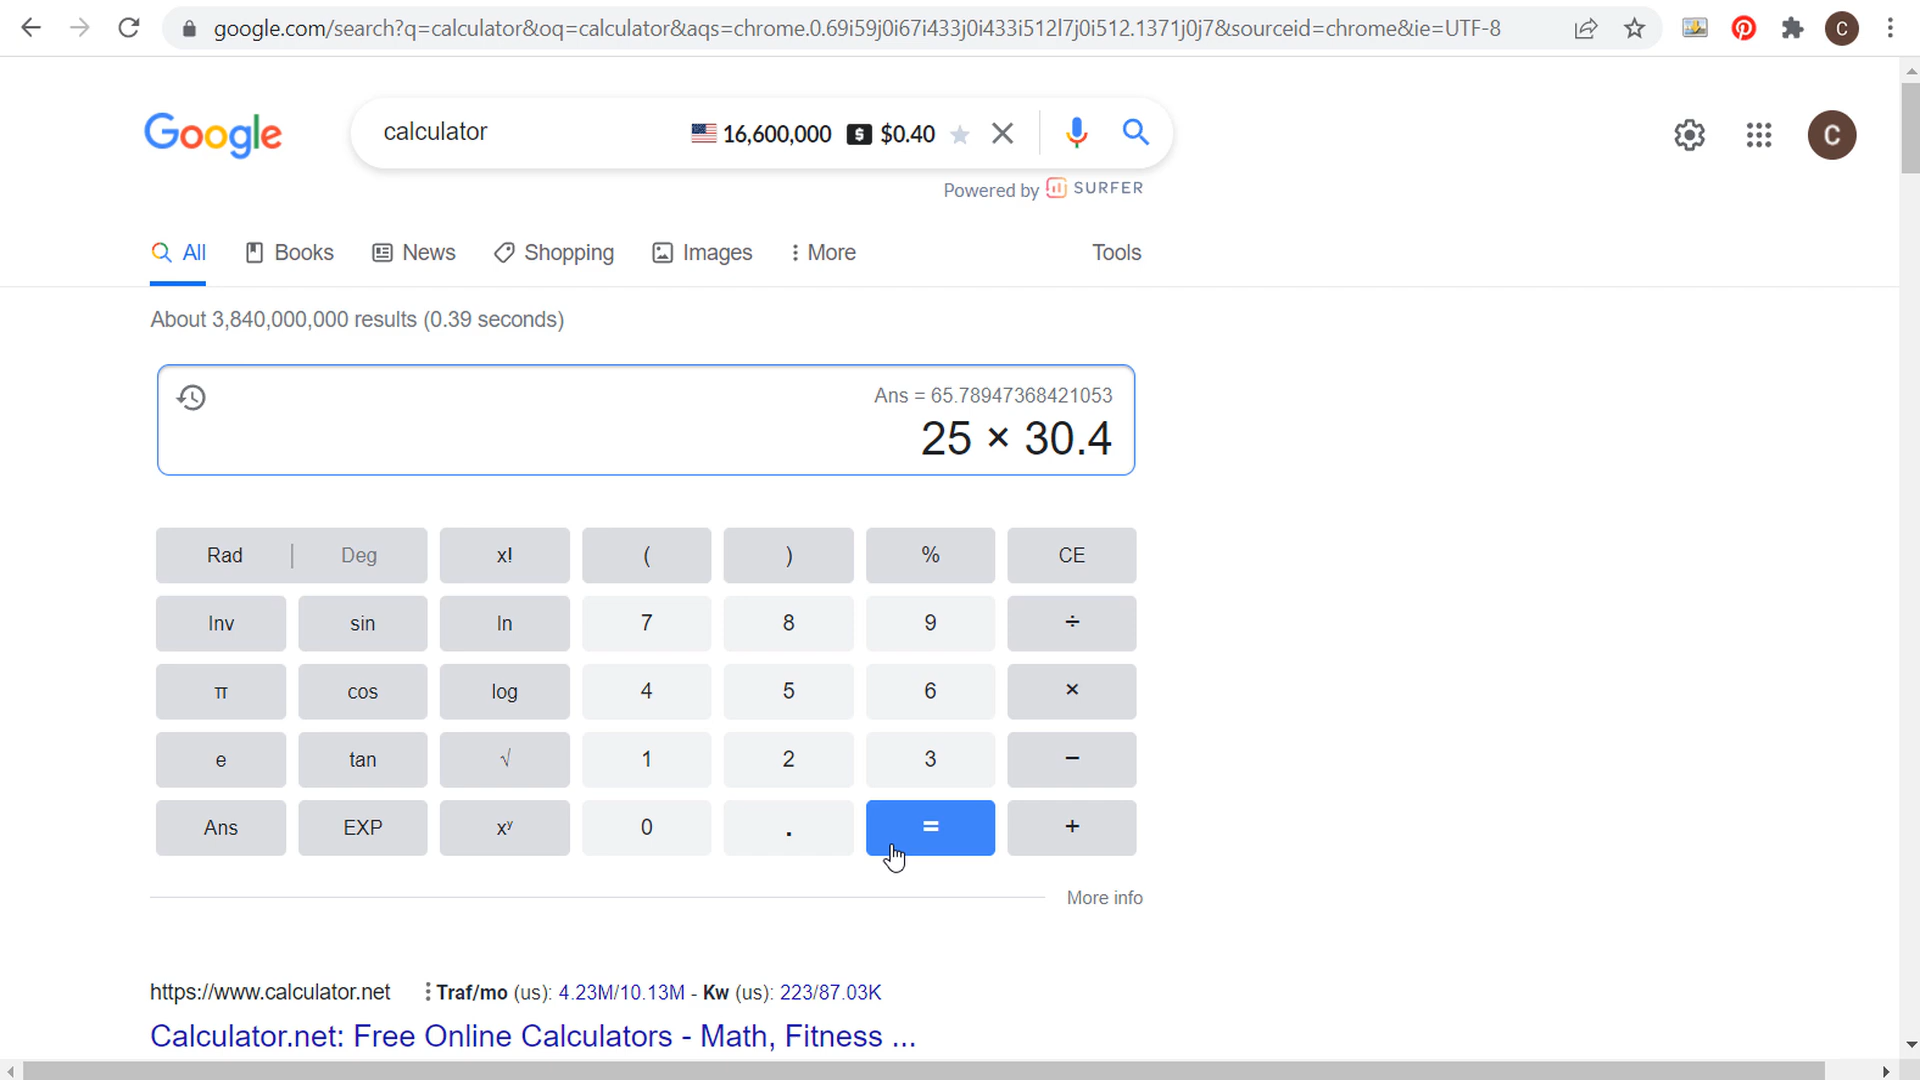 google.com/search?q=calculator&oq=calculator&aqs=chrome.0.69i59j0i67i433j0i433i512l7j0i512.1371j0j7&sourceid=chrome&ie=UTF-8
C
Google
calculator 16,600,000 $ $0.40
C
Powered by SURFER
All Books News Shopping Images More Tools
About 3,840,000,000 results (0.39 seconds)
Ans = 65.78947368421053
25 × 30.4
Rad | Deg x! ( ) % CE
Inv sin ln 7 8 9 ÷
π cos log 4 5 6 ×
e tan √ 1 2 3 −
Ans EXP xʸ 0 . = +
More info
https://www.calculator.net Traf/mo (us): 4.23M/10.13M - Kw (us): 223/87.03K
Calculator.net: Free Online Calculators - Math, Fitness ...